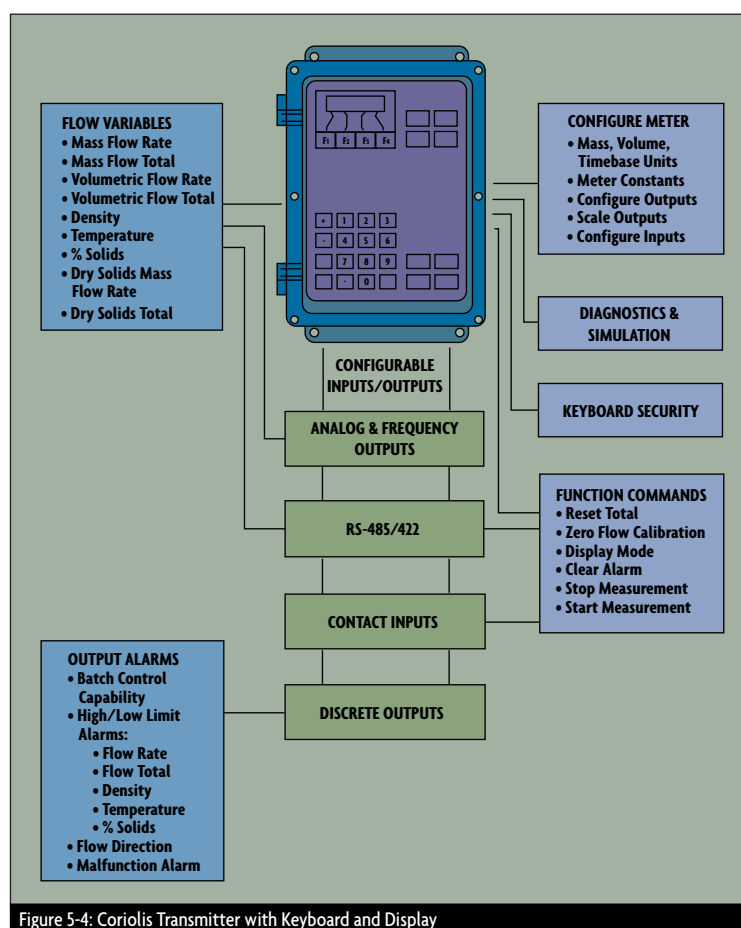 F1 F2 F3 F4
+ 1 2 3
- 4 5 6
7 8 9
· 0
FLOW VARIABLES
• Mass Flow Rate
• Mass Flow Total
• Volumetric Flow Rate
• Volumetric Flow Total
• Density
• Temperature
• % Solids
• Dry Solids Mass
Flow Rate
• Dry Solids Total
CONFIGURE METER
• Mass, Volume,
Timebase Units
• Meter Constants
• Configure Outputs
• Scale Outputs
• Configure Inputs
DIAGNOSTICS &
SIMULATION
KEYBOARD SECURITY
CONFIGURABLE
INPUTS/OUTPUTS
ANALOG & FREQUENCY
OUTPUTS
RS-485/422
CONTACT INPUTS
DISCRETE OUTPUTS
FUNCTION COMMANDS
• Reset Total
• Zero Flow Calibration
• Display Mode
• Clear Alarm
• Stop Measurement
• Start Measurement
OUTPUT ALARMS
• Batch Control
Capability
• High/Low Limit
Alarms:
• Flow Rate
• Flow Total
• Density
• Temperature
• % Solids
• Flow Direction
• Malfunction Alarm
Figure 5-4: Coriolis Transmitter with Keyboard and Display